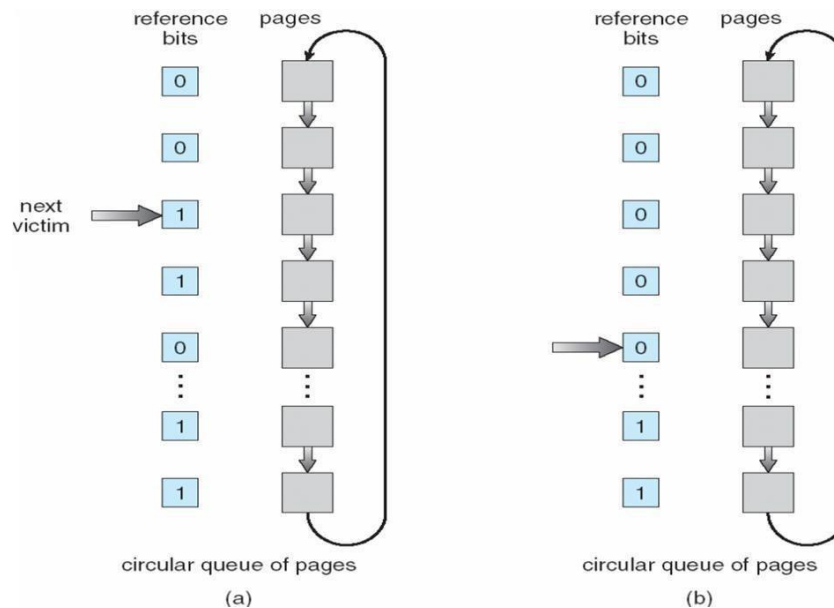 reference bits pages
0
0
next victim 1
1
0
1
1
circular queue of pages
(a)
reference bits pages
0
0
0
0
0
1
1
circular queue of pages
(b)